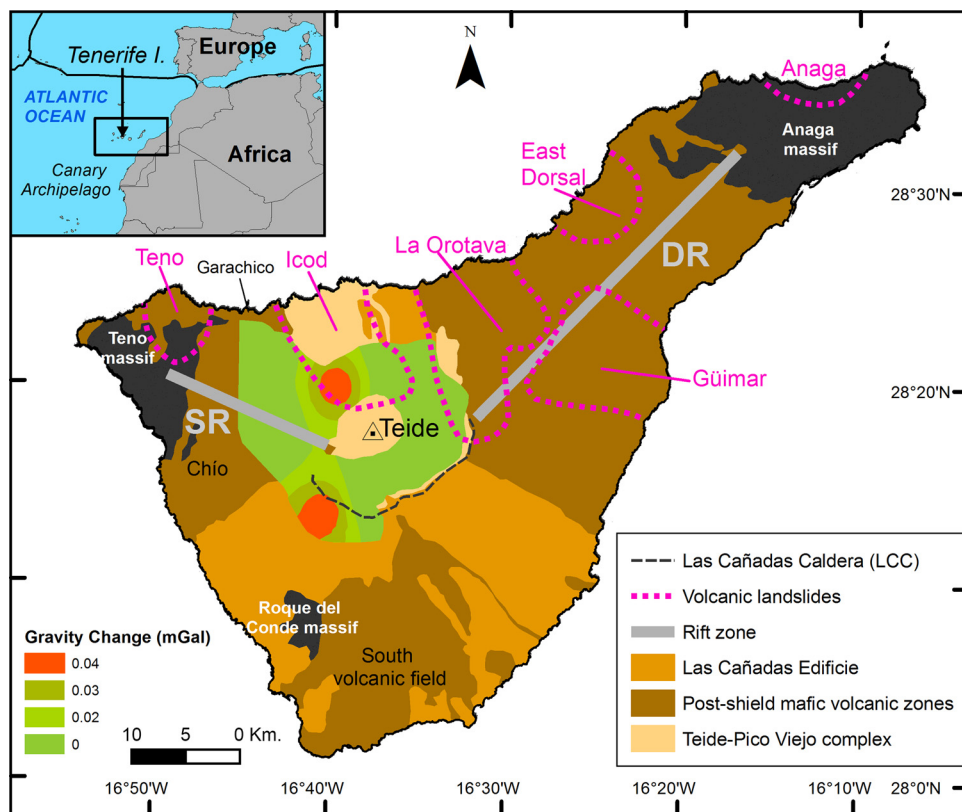 Europe
Tenerife I.
ATLANTIC
OCEAN
Africa
Canary
Archipelago
N
Anaga
Anaga
massif
East
Dorsal
28°30'N
La Orotava
DR
Teno
Garachico
Icod
Teno
massif
Güimar
28°20'N
SR
Teide
Chío
28°10'N
Roque del
Conde massif
South
volcanic field
Gravity Change (mGal)
0.04
0.03
0.02
0
10 5 0 Km.
Las Cañadas Caldera (LCC)
Volcanic landslides
Rift zone
Las Cañadas Edificie
Post-shield mafic volcanic zones
Teide-Pico Viejo complex
16°50'W 16°40'W 16°30'W 16°20'W 16°10'W 28°0'N